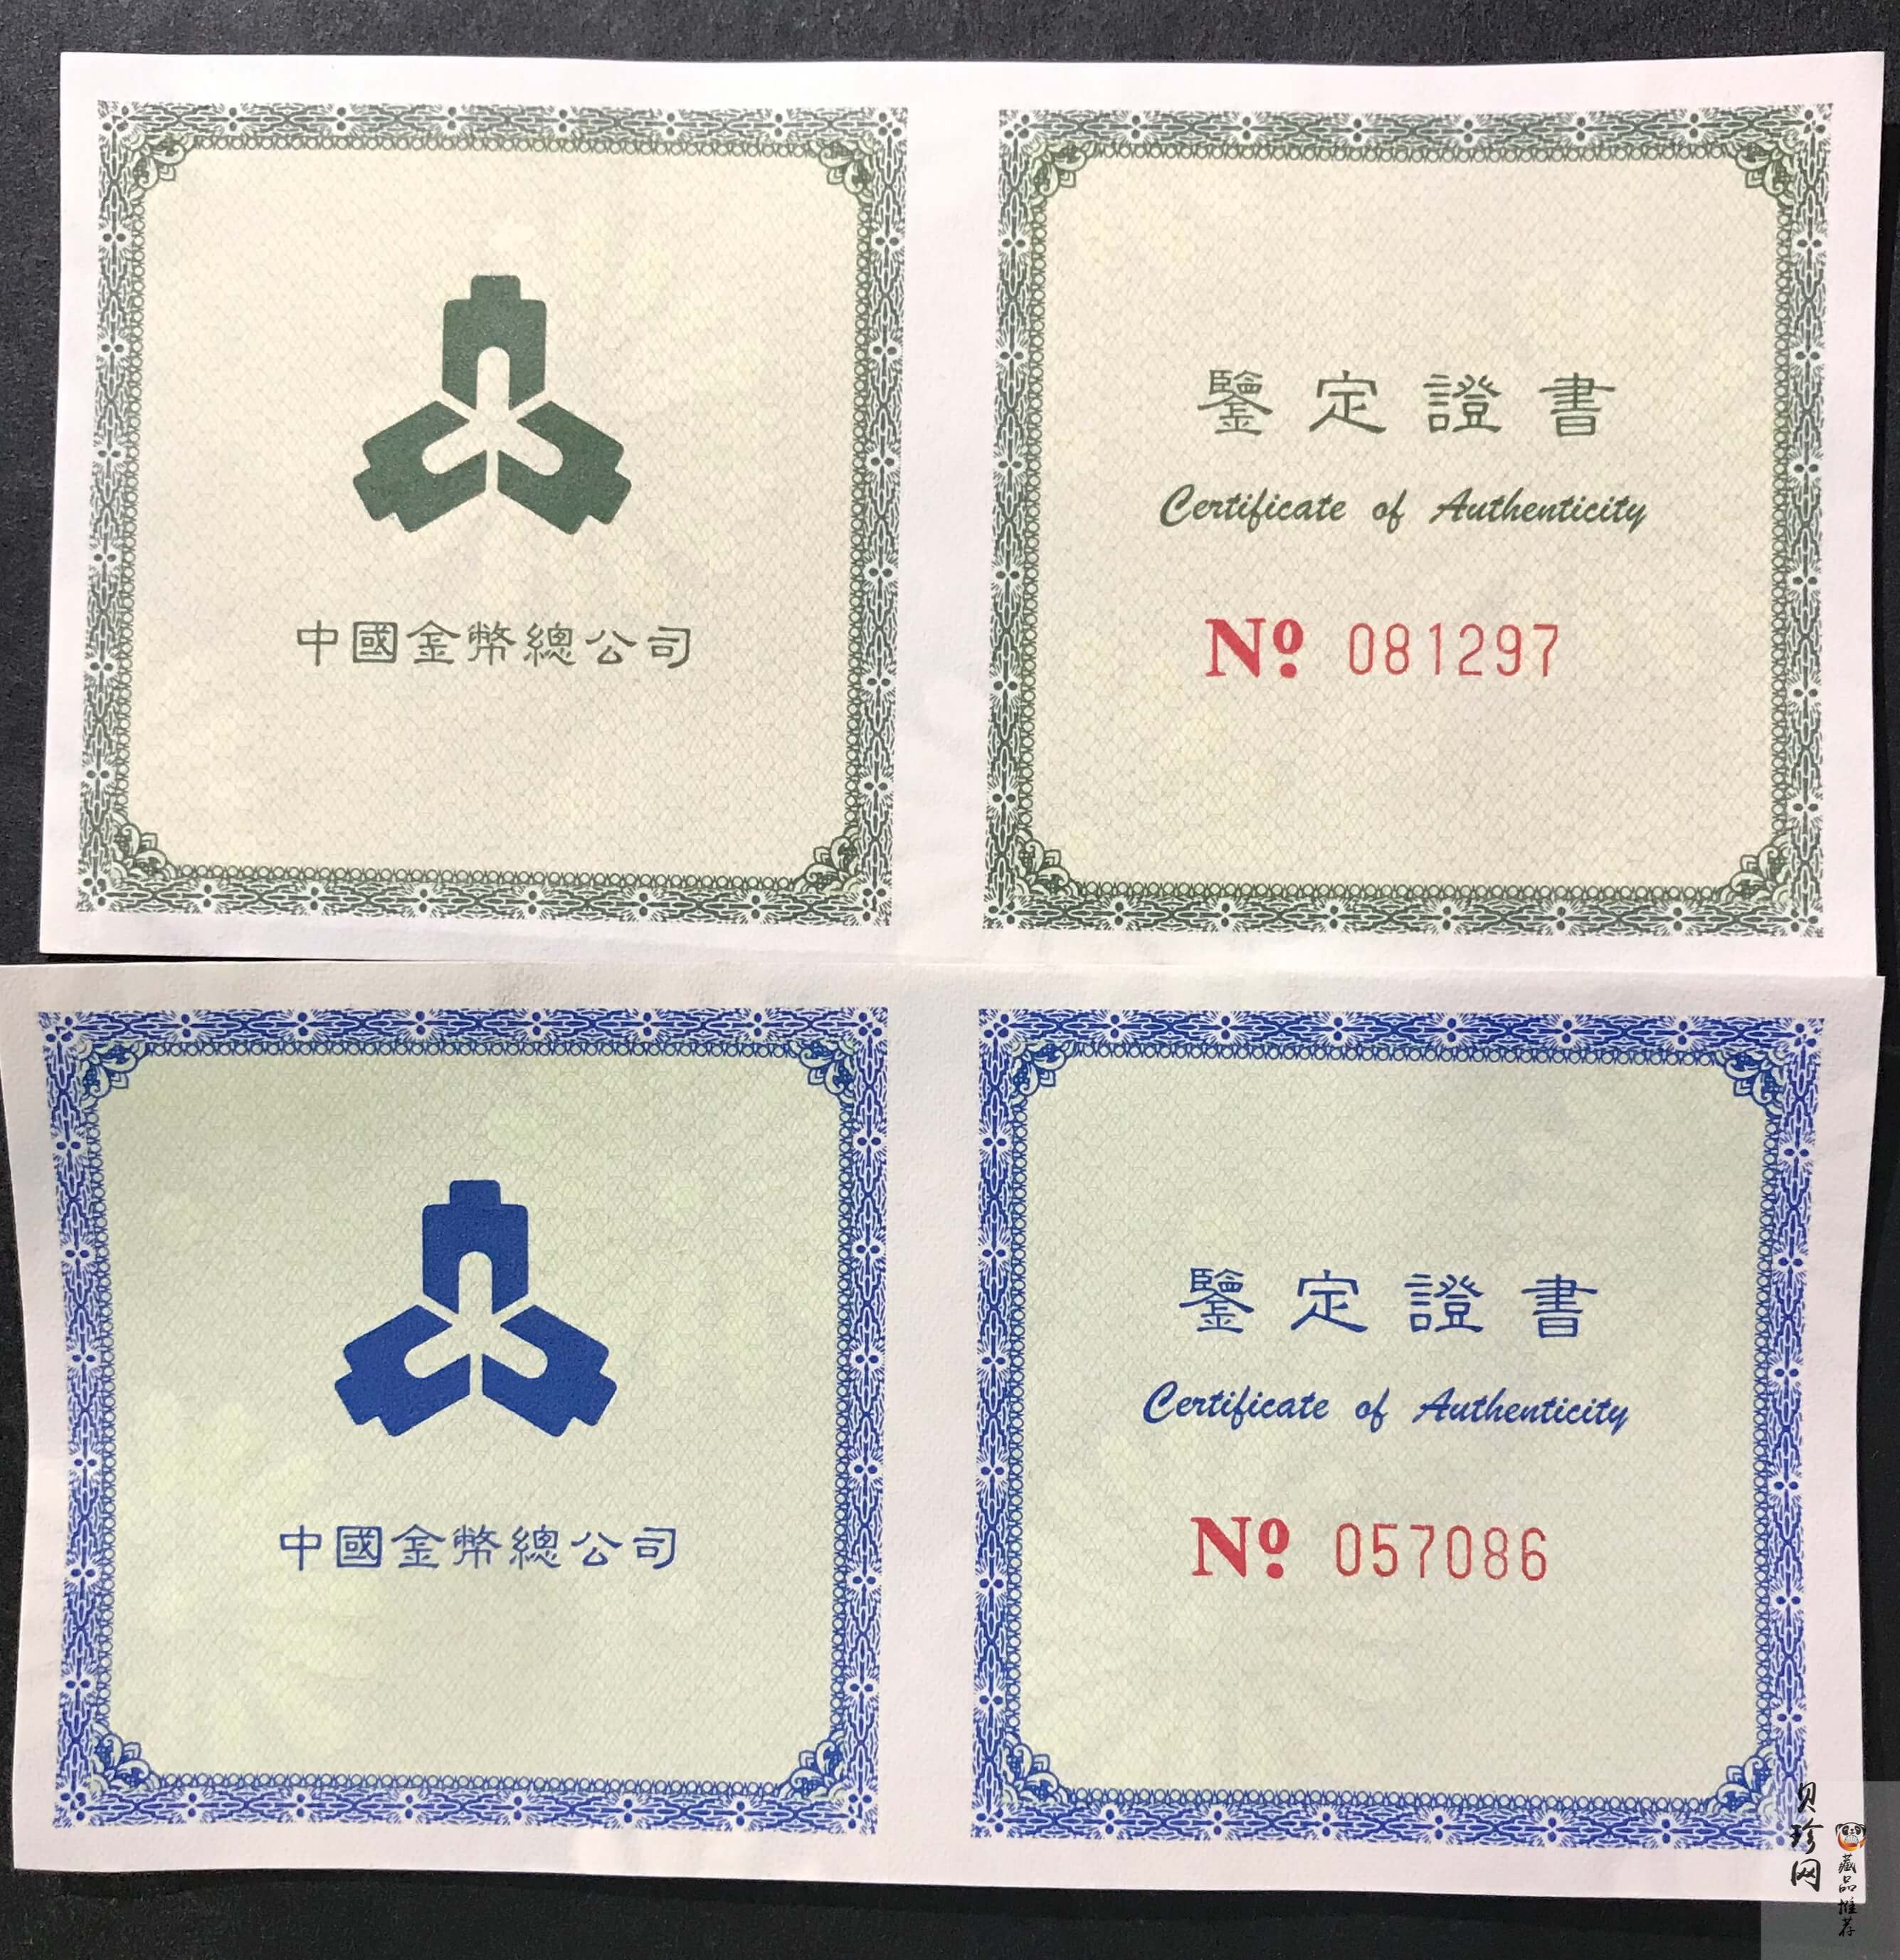 中國金幣總公司
鑒定證書
Certificate of Authenticity
Nº 081297
中國金幣總公司
鑒定證書
Certificate of Authenticity
Nº 057086
贝珍网
藏品推荐